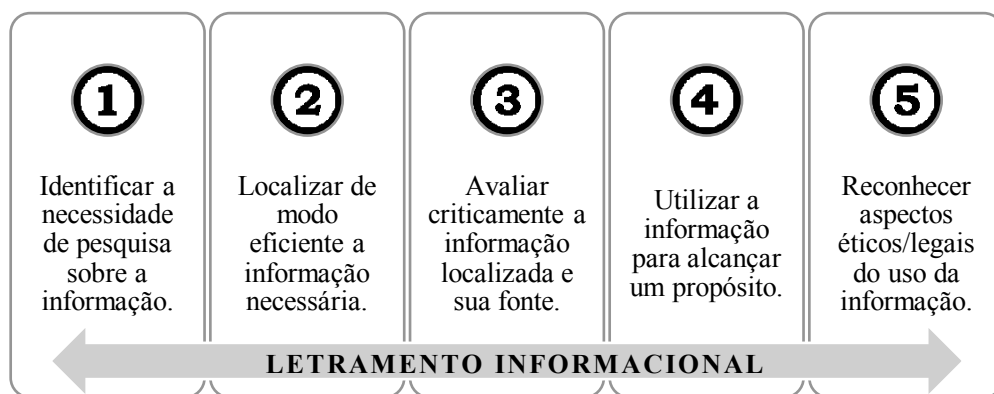 1
Identificar a
necessidade
de pesquisa
sobre a
informação.
2
Localizar de
modo
eficiente a
informação
necessária.
3
Avaliar
criticamente a
informação
localizada e
sua fonte.
4
Utilizar a
informação
para alcançar
um propósito.
5
Reconhecer
aspectos
éticos/legais
do uso da
informação.
LETRAMENTO INFORMACIONAL